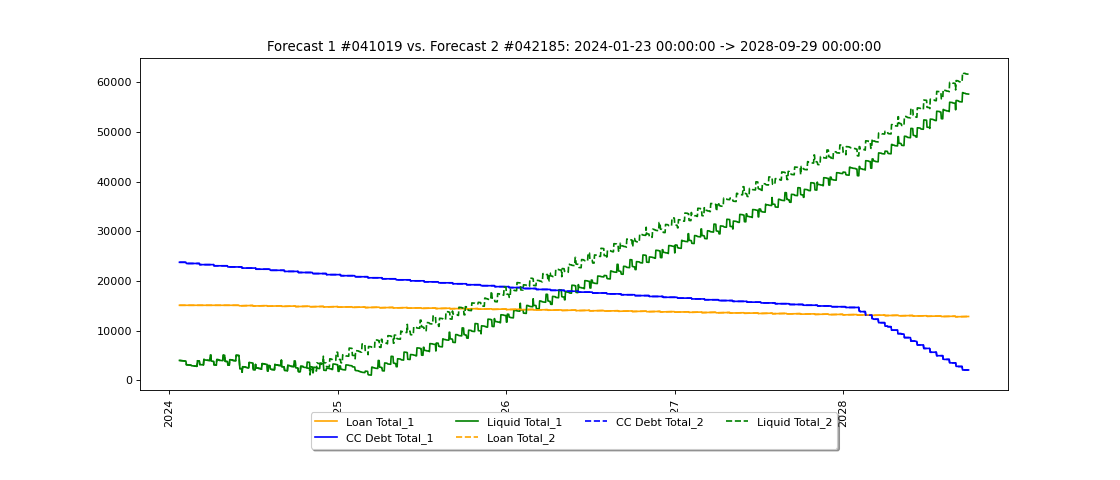 Forecast 1 #041019 vs. Forecast 2 #042185: 2024-01-23 00:00:00 -> 2028-09-29 00:00:00
60000
50000
40000
30000
20000
10000
0
2024
25
26
27
2028
Loan Total_1
Liquid Total_1
CC Debt Total_2
Liquid Total_2
CC Debt Total_1
Loan Total_2